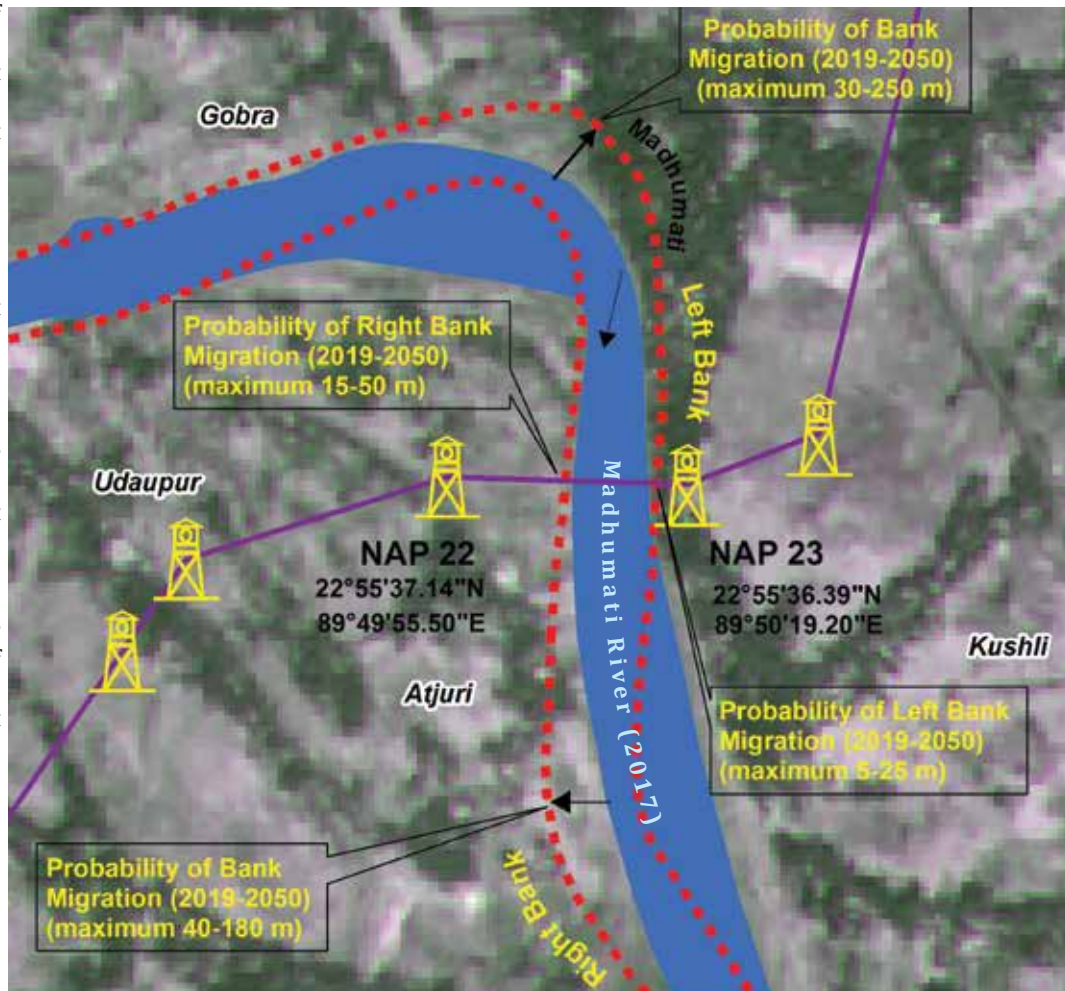 Probability of Bank
Migration (2019-2050)
(maximum 30-250 m)
Gobra
Madhumati
Left Bank
Probability of Right Bank
Migration (2019-2050)
(maximum 15-50 m)
Udaupur
NAP 22
22°55'37.14"N
89°49'55.50"E
Madhumati River (2017)
NAP 23
22°55'36.39"N
89°50'19.20"E
Kushli
Atjuri
Probability of Left Bank
Migration (2019-2050)
(maximum 5-25 m)
Probability of Bank
Migration (2019-2050)
(maximum 40-180 m)
Right Bank